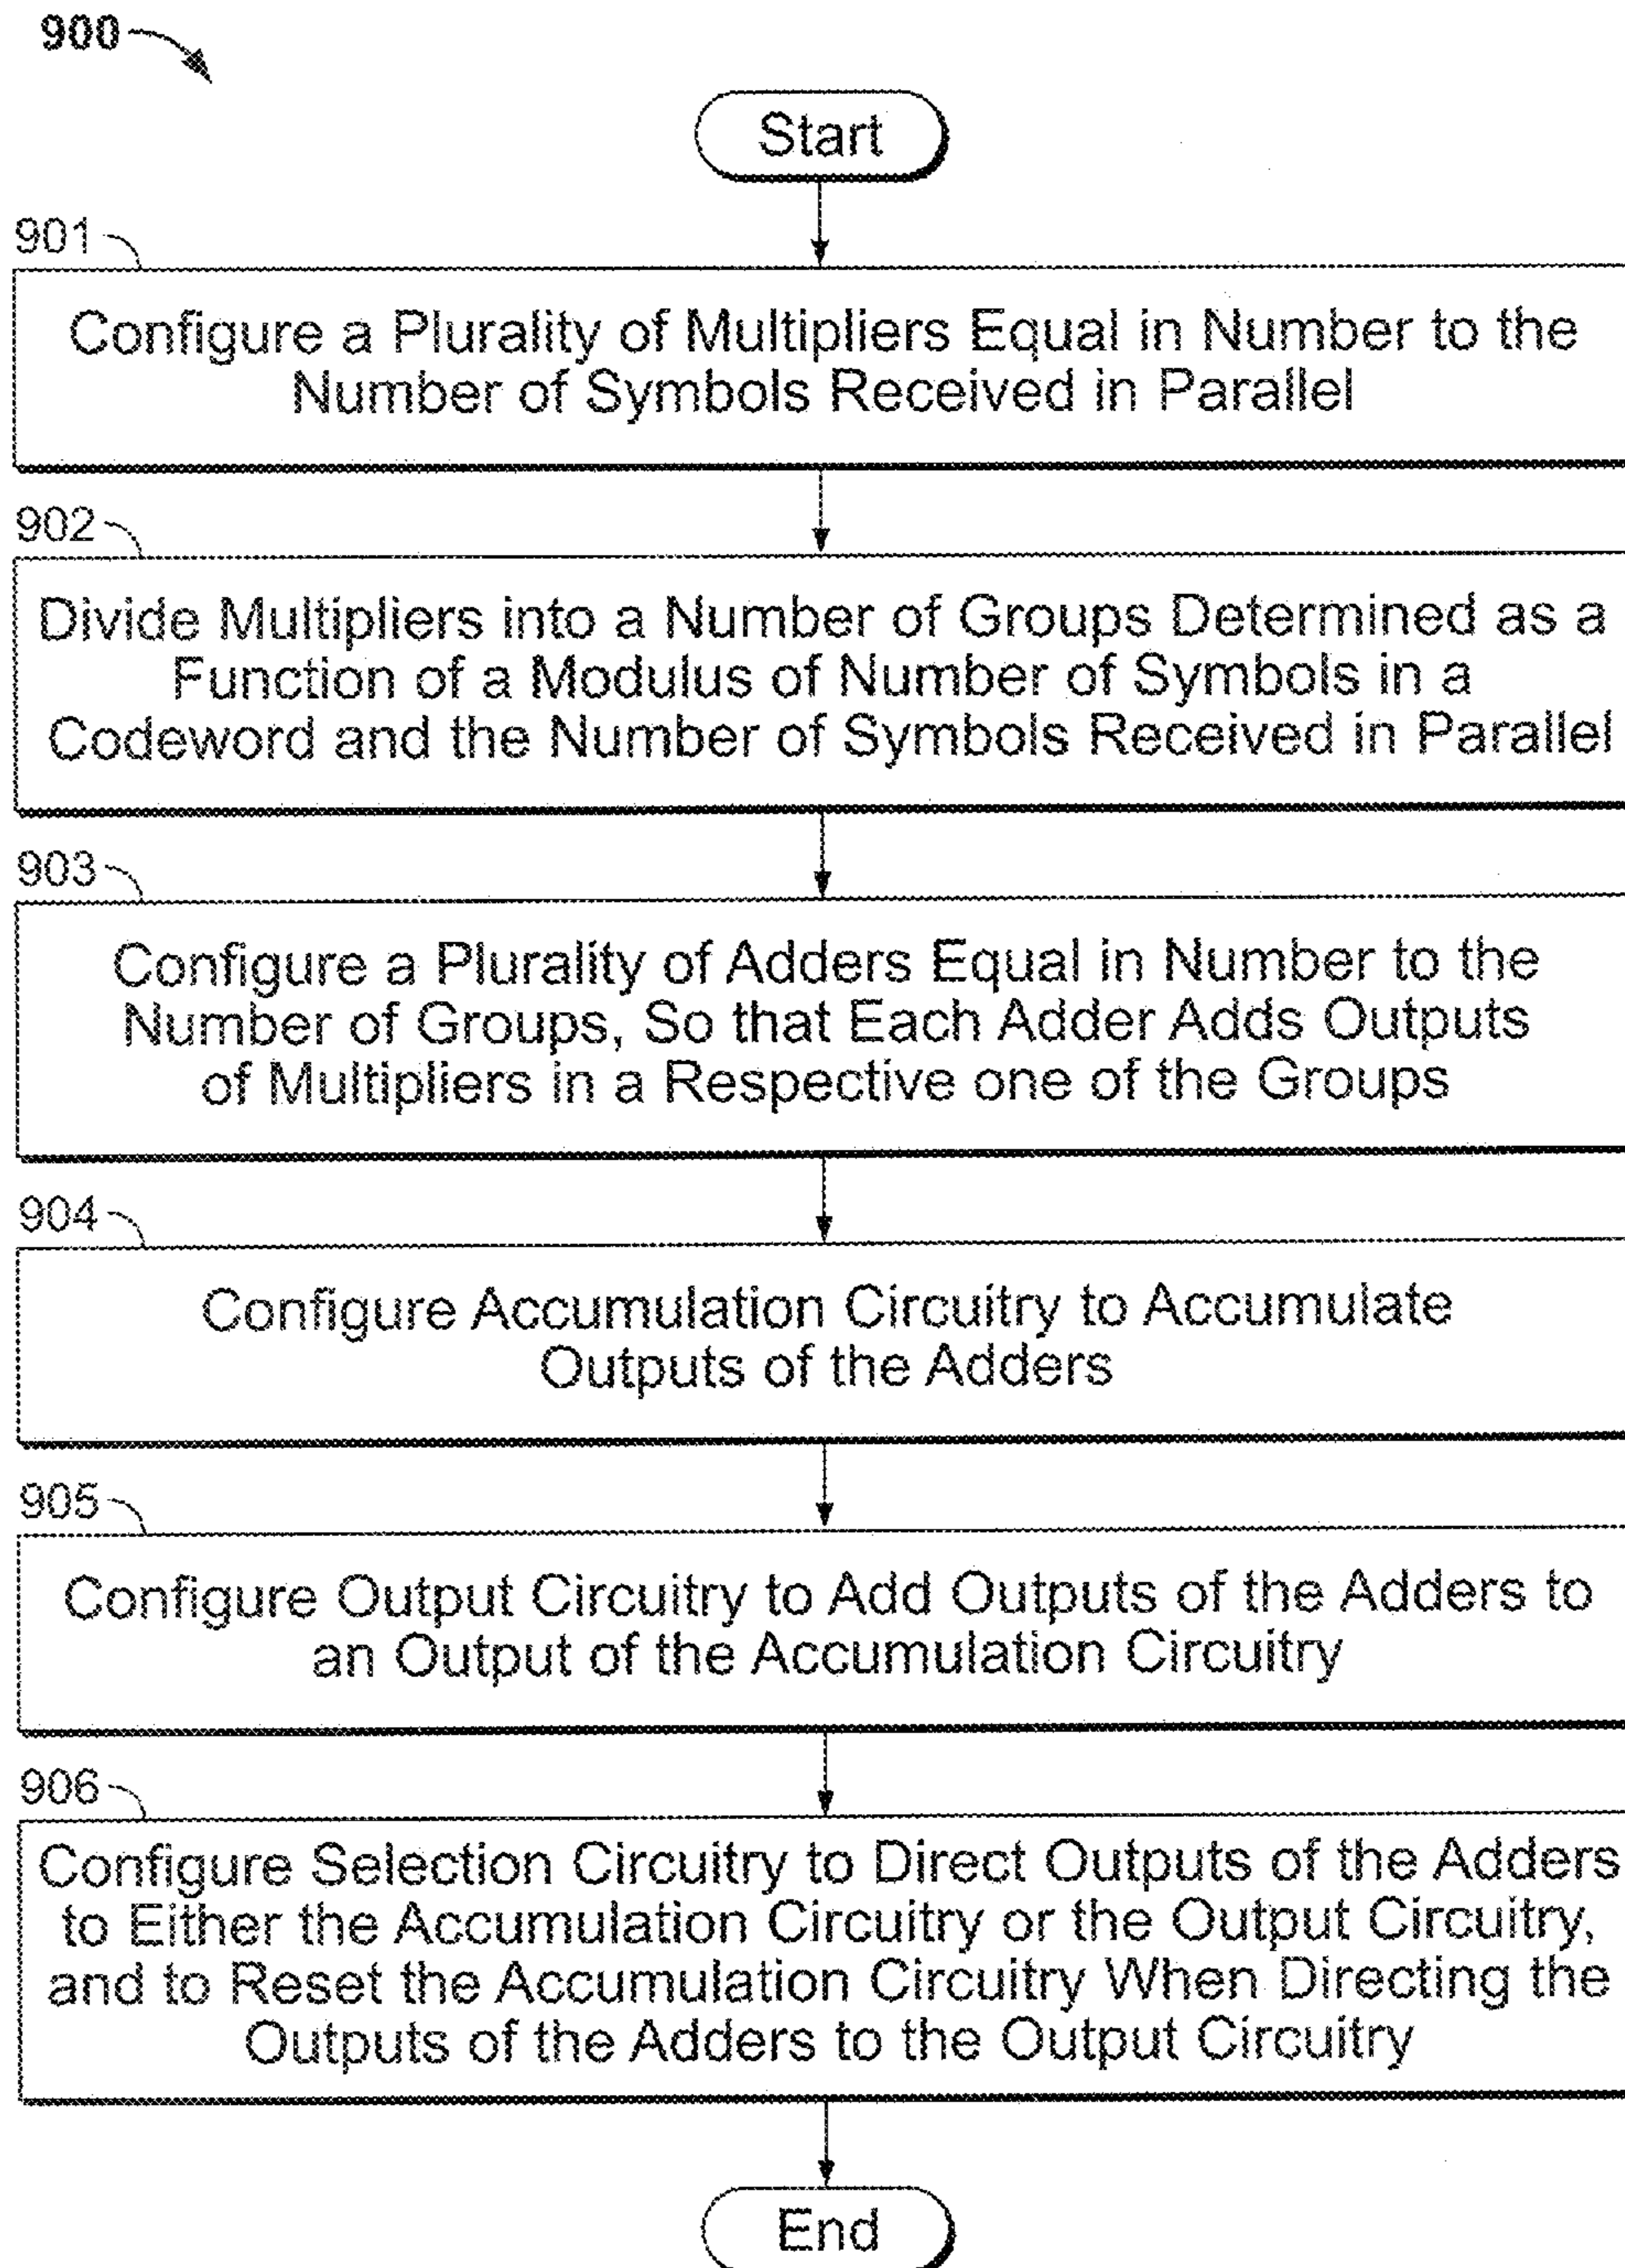 900
Start
901
Configure a Plurality of Multipliers Equal in Number to the
Number of Symbols Received in Parallel
902
Divide Multipliers into a Number of Groups Determined as a
Function of a Modulus of Number of Symbols in a
Codeword and the Number of Symbols Received in Parallel
903
Configure a Plurality of Adders Equal in Number to the
Number of Groups, So that Each Adder Adds Outputs
of Multipliers in a Respective one of the Groups
904
Configure Accumulation Circuitry to Accumulate
Outputs of the Adders
905
Configure Output Circuitry to Add Outputs of the Adders to
an Output of the Accumulation Circuitry
906
Configure Selection Circuitry to Direct Outputs of the Adders
to Either the Accumulation Circuitry or the Output Circuitry,
and to Reset the Accumulation Circuitry When Directing the
Outputs of the Adders to the Output Circuitry
End